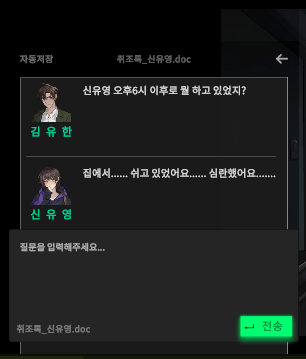 자동저장 취조록_신유영.doc
신유영 오후6시 이후로 뭘 하고 있었지?
김유한
집에서...... 쉬고 있었어요...... 심란했어요.......
신유영
질문을 입력해주세요...
취조록_신유영.doc 전송